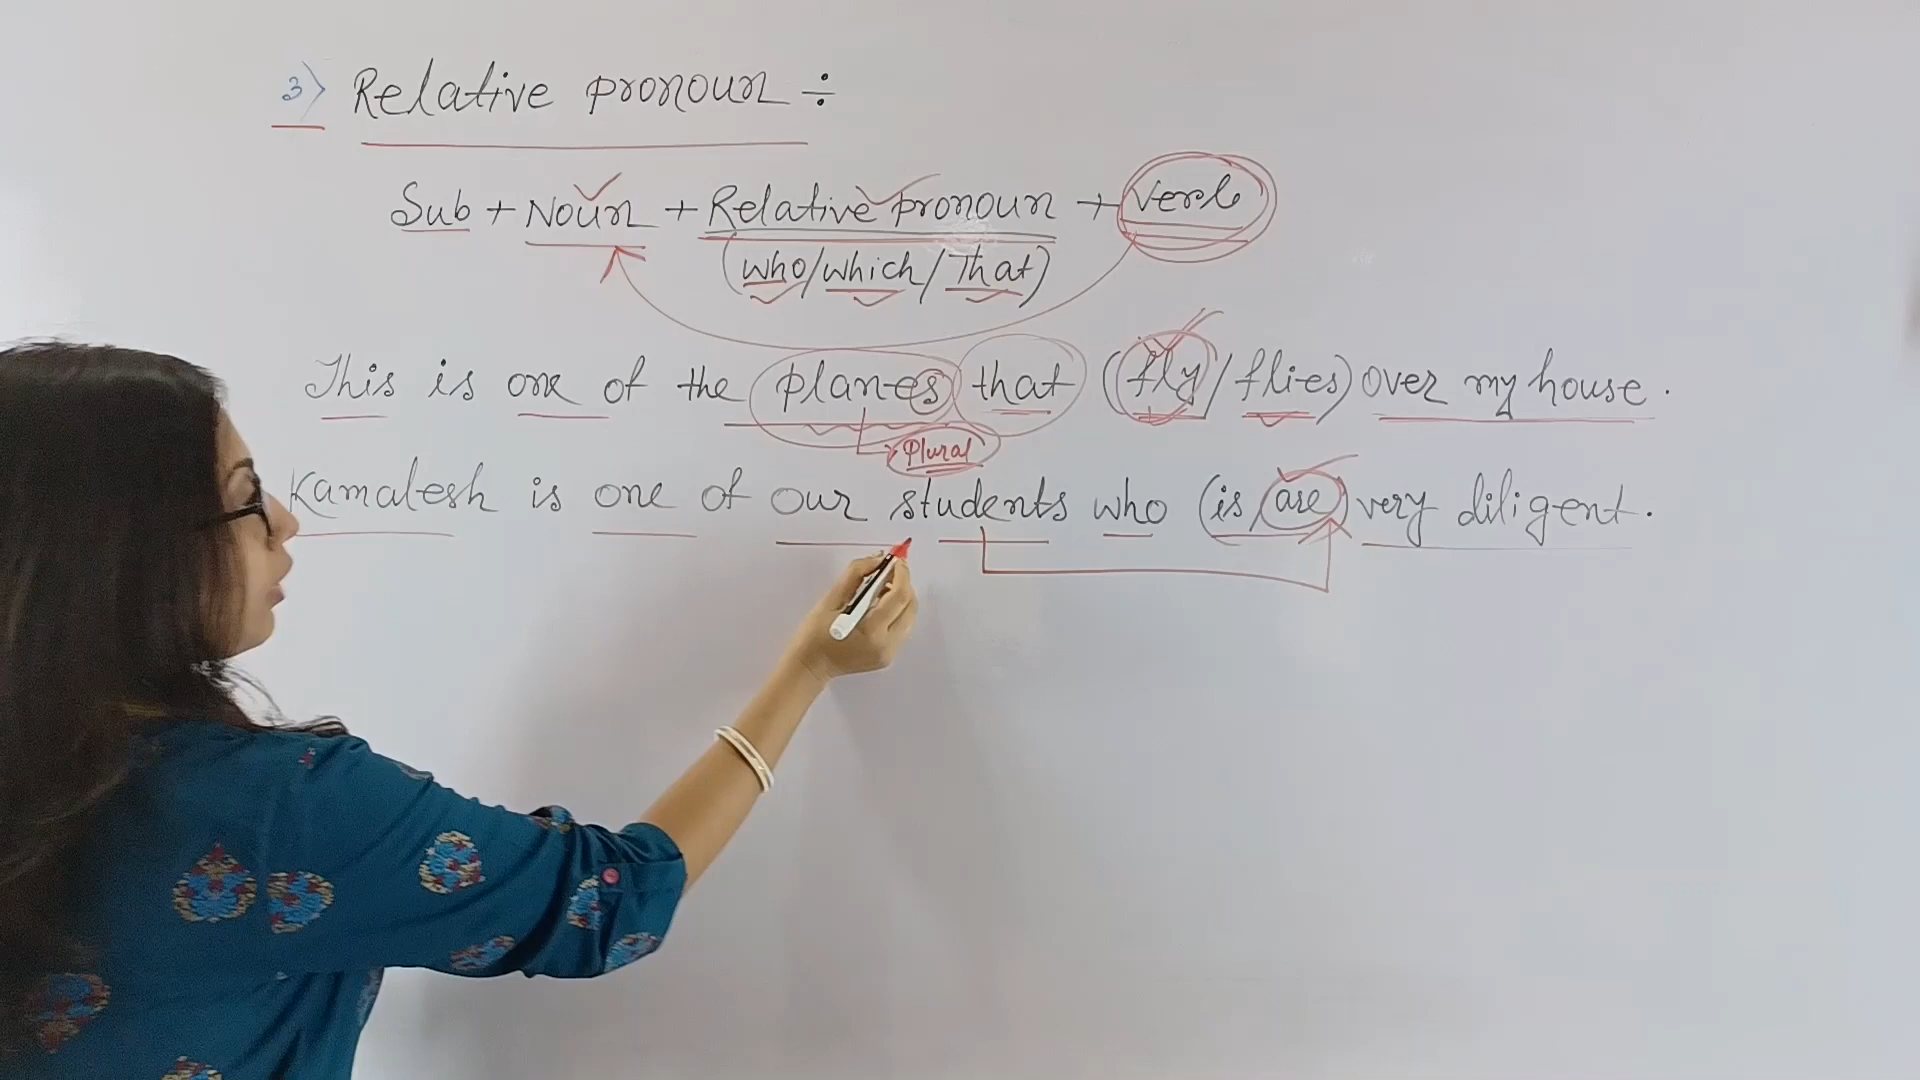 3) Relative pronoun ÷
Sub + Noun + Relative pronoun + Verb
(who/which/That)
This is one of the planes that (fly/flies) over my house.
Plural
Kamalesh is one of our students who (is/are) very diligent.